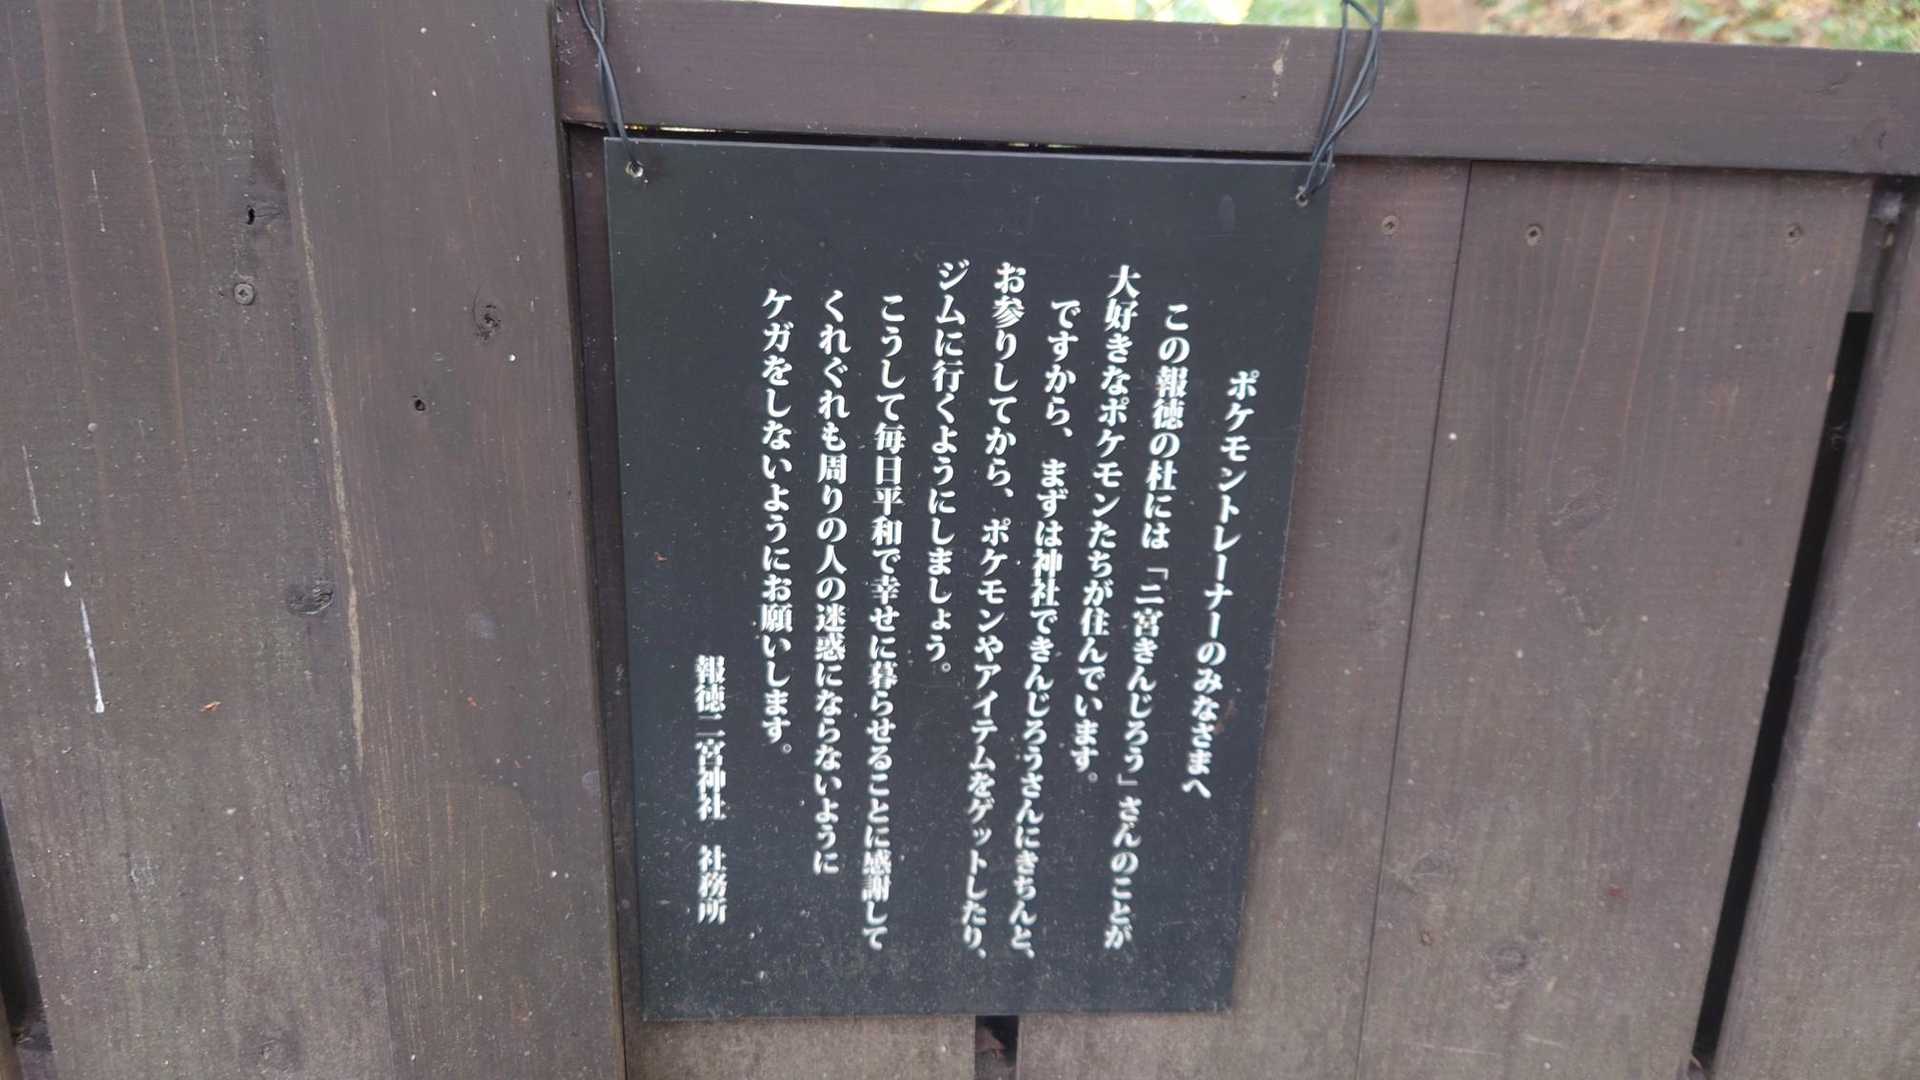 ポケモントレーナーのみなさまへ
この報徳の杜には「二宮きんじろう」さんのことが
大好きなポケモンたちが住んでいます。
ですから、まずは神社できんじろうさんにきちんと、
お参りしてから、ポケモンやアイテムをゲットしたり、
ジムに行くようにしましょう。
こうして毎日平和で幸せに暮らせることに感謝して
くれぐれも周りの人の迷惑にならないように
ケガをしないようにお願いします。
報徳二宮神社　社務所